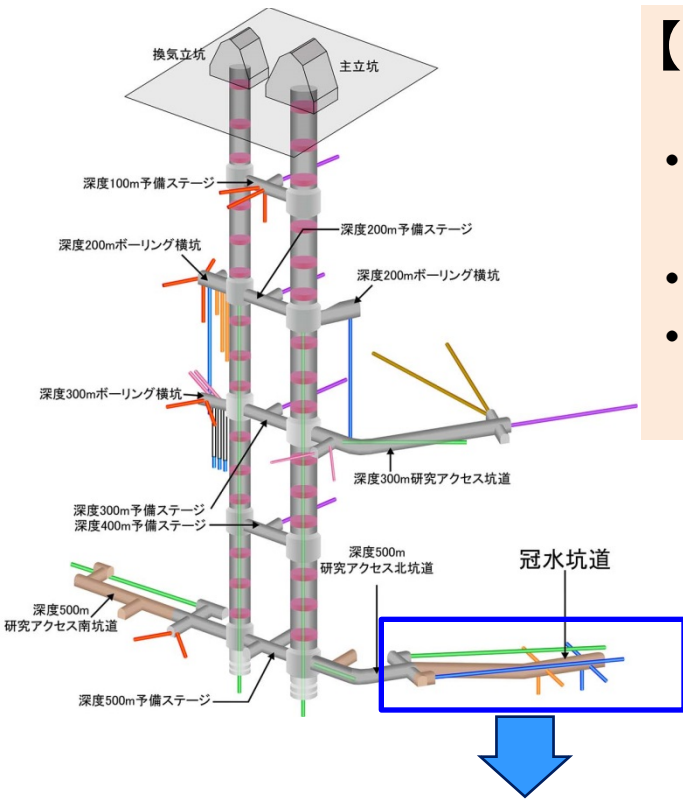 換気立坑
主立坑
【
深度100m予備ステージ
深度200m予備ステージ
深度200mボーリング横坑
深度200mボーリング横坑
深度300mボーリング横坑
深度300m研究アクセス坑道
深度300m予備ステージ
深度400m予備ステージ
深度500m
研究アクセス北坑道
冠水坑道
深度500m
研究アクセス南坑道
深度500m予備ステージ
•
•
•